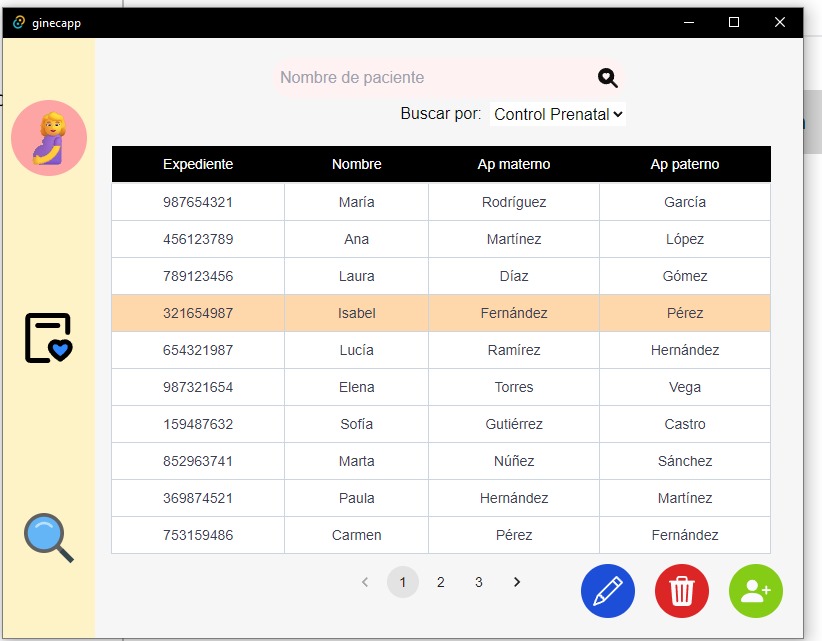 ginecapp
Nombre de paciente
Buscar por: Control Prenatal
Expediente Nombre Ap materno Ap paterno
987654321 María Rodríguez García
456123789 Ana Martínez López
789123456 Laura Díaz Gómez
321654987 Isabel Fernández Pérez
654321987 Lucía Ramírez Hernández
987321654 Elena Torres Vega
159487632 Sofía Gutiérrez Castro
852963741 Marta Núñez Sánchez
369874521 Paula Hernández Martínez
753159486 Carmen Pérez Fernández
1 2 3